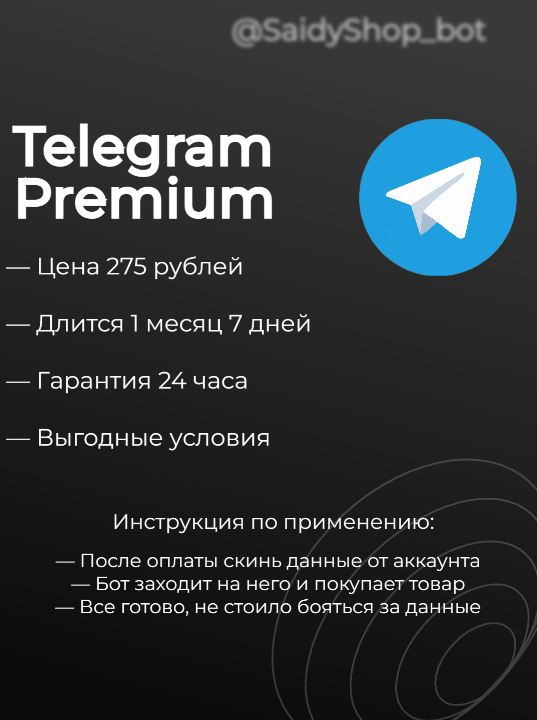 @SaidyShop_bot
Telegram
Premium
— Цена 275 рублей
— Длится 1 месяц 7 дней
— Гарантия 24 часа
— Выгодные условия
Инструкция по применению:
— После оплаты скинь данные от аккаунта
— Бот заходит на него и покупает товар
— Все готово, не стоило бояться за данные